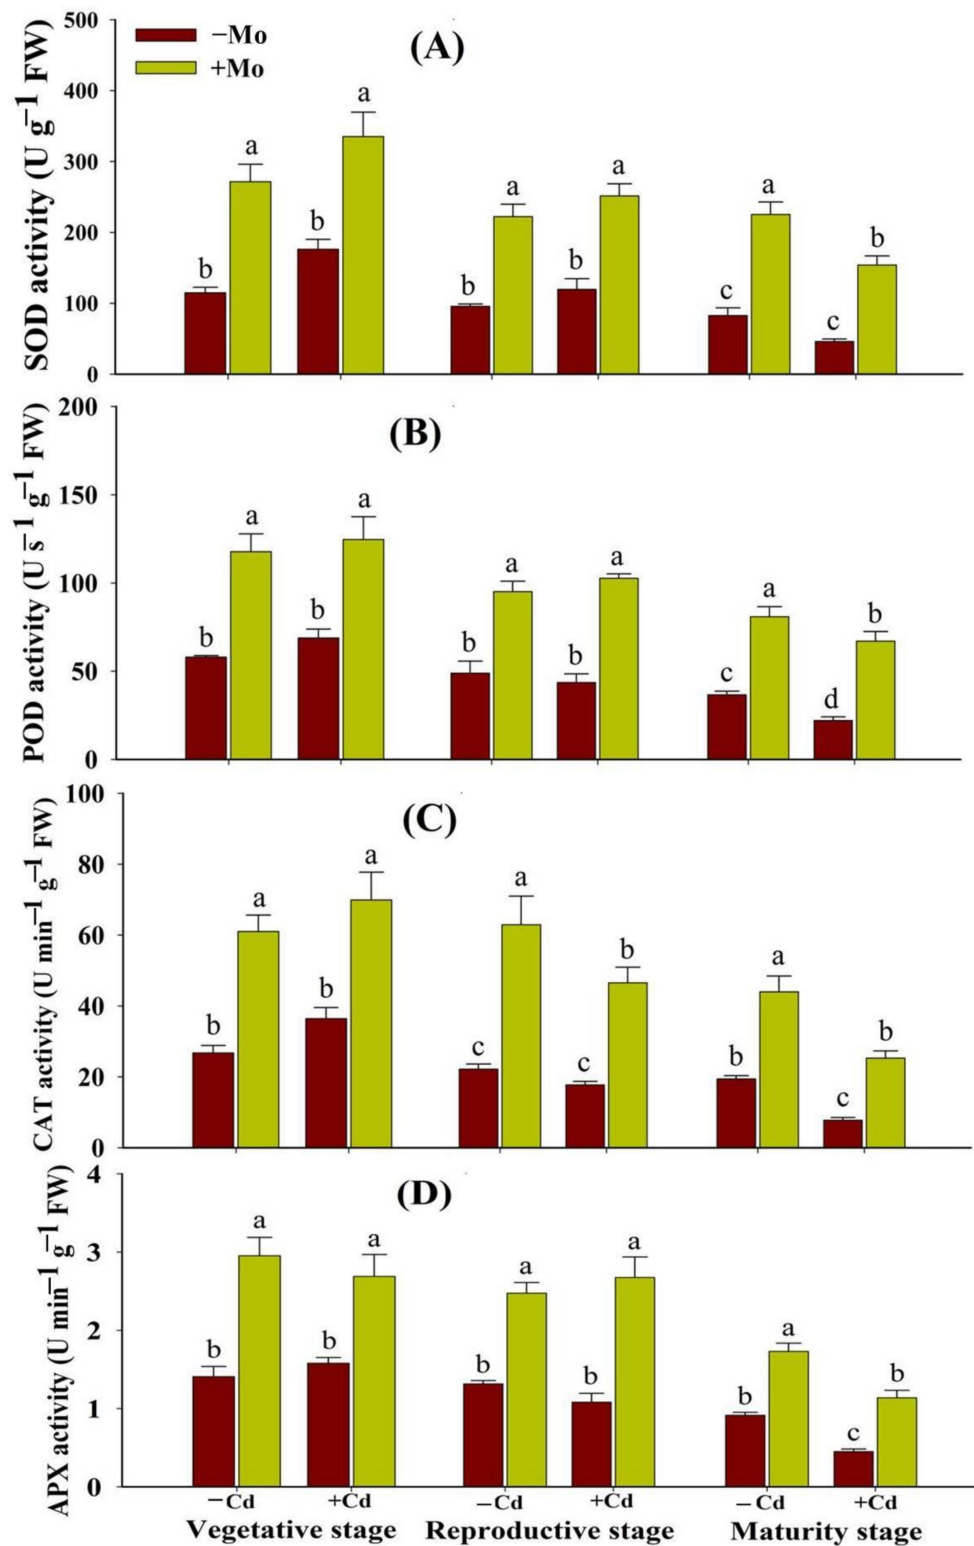 500
−Mo
(A)
+Mo
400
300
200
100
0
SOD activity (U g−1 FW)
b a b a b a b a c a c b
200
(B)
150
100
50
0
POD activity (U s−1 g−1 FW)
b a b a b a b a c a d b
100
(C)
80
60
40
20
0
CAT activity (U min−1 g−1 FW)
b a b a c a c b b a c b
4
(D)
3
2
1
0
APX activity (U min−1 g−1 FW)
b a b a b a b a b a c b
−Cd +Cd −Cd +Cd −Cd +Cd
Vegetative stage Reproductive stage Maturity stage